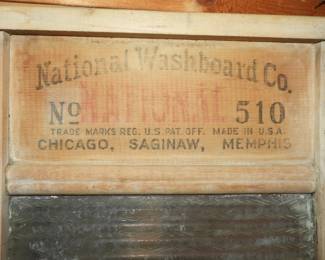 National Washboard Co.
No NATIONAL 510
TRADE MARKS REG. U.S. PAT. OFF. MADE IN U.S.A.
CHICAGO, SAGINAW, MEMPHIS